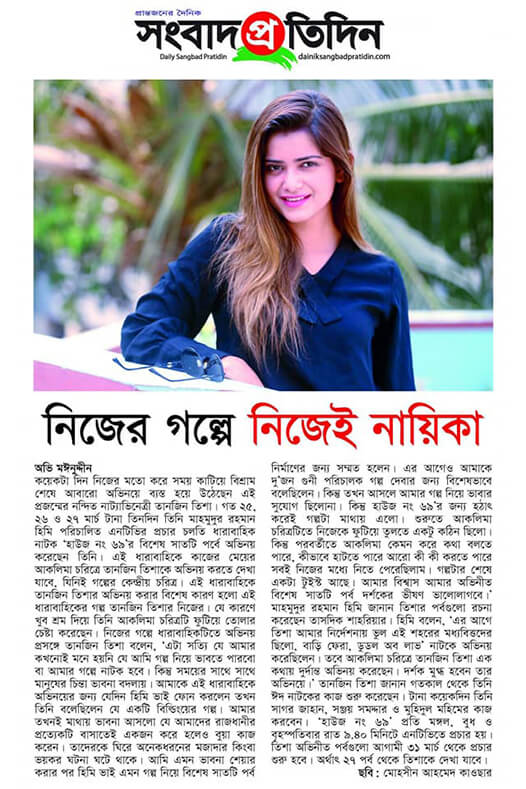 প্রান্তজনের দৈনিক
সংবাদ প্রতিদিন
Daily Sangbad Pratidin
dainiksangbadpratidin.com
নিজের গল্পে নিজেই নায়িকা
অভি মঈনুদ্দীন
কয়েকটা দিন নিজের মতো করে সময় কাটিয়ে বিশ্রাম
শেষে আবারো অভিনয়ে ব্যস্ত হয়ে উঠেছেন এই
প্রজন্মের নন্দিত নাট্যাভিনেত্রী তানজিন তিশা। গত ২৫,
২৬ ও ২৭ মার্চ টানা তিনদিন তিনি মাহমুদুর রহমান
হিমি পরিচালিত এনটিভির প্রচার চলতি ধারাবাহিক
নাটক ‘হাউজ নং ৬৯’র বিশেষ সাতটি পর্বে অভিনয়
করেছেন তিনি। এই ধারাবাহিকে কাজের মেয়ের
আকলিমা চরিত্রে তানজিন তিশাকে অভিনয় করতে দেখা
যাবে, যিনিই গল্পের কেন্দ্রীয় চরিত্র। এই ধারাবাহিকে
তানজিন তিশার অভিনয় করার বিশেষ কারণ হলো এই
ধারাবাহিকের গল্প তানজিন তিশার নিজের। যে কারণে
খুব শ্রম দিয়ে তিনি আকলিমা চরিত্রটি ফুটিয়ে তোলার
চেষ্টা করেছেন। নিজের গল্পে ধারাবাহিকটিতে অভিনয়
প্রসঙ্গে তানজিন তিশা বলেন, ‘এটা সত্যি যে আমার
কখনোই মনে হয়নি যে আমি গল্প নিয়ে ভাবতে পারবো
বা আমার গল্পে নাটক হবে। কিন্তু সময়ের সাথে সাথে
মানুষের চিন্তা ভাবনা বদলায়। আমাকে এই ধারাবাহিকে
অভিনয়ের জন্য যেদিন হিমি ভাই ফোন করলেন তখন
তিনি বলেছিলেন যে একটি বিল্ডিংয়ের গল্প। আমার
তখনই মাথায় ভাবনা আসলো যে আমাদের রাজধানীর
প্রত্যেকটি বাসাতেই একজন করে হলেও বুয়া কাজ
করেন। তাদেরকে ঘিরে অনেকধরনের মজাদার কিংবা
ভয়কর ঘটনা ঘটে থাকে। আমি এমন ভাবনা শেয়ার
করার পর হিমি ভাই এমন গল্প নিয়ে বিশেষ সাতটি পর্ব
নির্মাণের জন্য সম্মত হলেন। এর আগেও আমাকে
দু’জন গুনী পরিচালক গল্প দেবার জন্য বিশেষভাবে
বলেছিলেন। কিন্তু তখন আসলে আমার গল্প নিয়ে ভাবার
সুযোগ ছিলোনা। কিন্তু হাউজ নং ৬৯’র জন্য হঠাৎ
করেই গল্পটা মাথায় এলো। শুরুতে আকলিমা
চরিত্রটিতে নিজেকে ফুটিয়ে তুলতে একটু কঠিন ছিলো।
কিন্তু পরবর্তীতে আকলিমা কেমন করে কথা বলতে
পারে, কীভাবে হাটতে পারে আরো কী কী করতে পারে
সবই নিজের মধ্যে নিতে পেরেছিলাম। গল্পটার শেষে
একটা টুইস্ট আছে। আমার বিশ্বাস আমার অভিনীত
বিশেষ সাতটি পর্ব দর্শকের ভীষণ ভালোলাগবে।’
মাহমুদুর রহমান হিমি জানান তিশার পর্বগুলো রচনা
করেছেন তাসদিক শাহরিয়ার। হিমি বলেন, ‘এর আগে
তিশা আমার নির্দেশনায় ভুল এই শহরের মধ্যবিত্তদের
ছিলো, বাড়ি ফেরা, ডুডল অব লাভ’ নাটকে অভিনয়
করেছিলেন। তবে আকলিমা চরিত্রে তানজিন তিশা এক
কথায় দুর্দান্ত অভিনয় করেছেন। দর্শক মুগ্ধ হবেন তার
অভিনয়ে।’ তানজিন তিশা জানান গতকাল থেকে তিনি
ঈদ নাটকের কাজ শুরু করেছেন। টানা কয়েকদিন তিনি
সাগর জাহান, সঞ্জয় সমদ্দার ও মুহিদুল মহিমের কাজ
করবেন। ‘হাউজ নং ৬৯’ প্রতি মঙ্গল, বুধ ও
বৃহস্পতিবার রাত ৯.৪০ মিনিটে এনটিভিতে প্রচার হয়।
তিশা অভিনীত পর্বগুলো আগামী ৩১ মার্চ থেকে প্রচার
শুরু হবে। অর্থাৎ ২৭ পর্ব থেকে তিশাকে দেখা যাবে।
ছবি : মোহসীন আহমেদ কাওছার